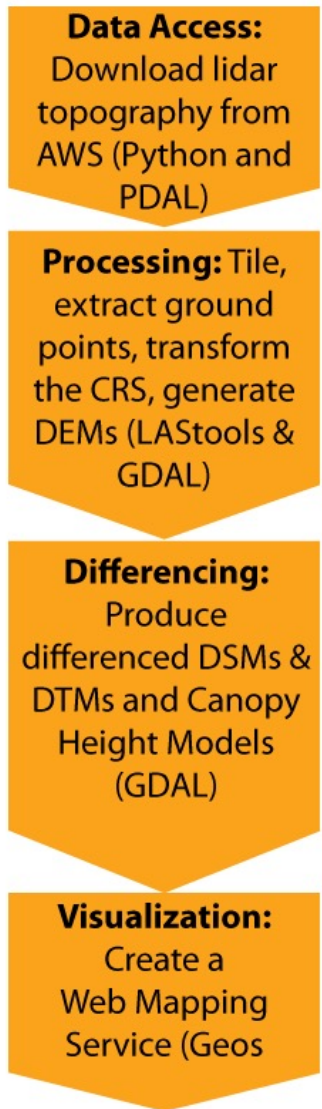 Data Access:
Download lidar
topography from
AWS (Python and
PDAL)
Processing: Tile,
extract ground
points, transform
the CRS, generate
DEMs (LAStools &
GDAL)
Differencing:
Produce
differenced DSMs &
DTMs and Canopy
Height Models
(GDAL)
Visualization:
Create a
Web Mapping
Service (Geos